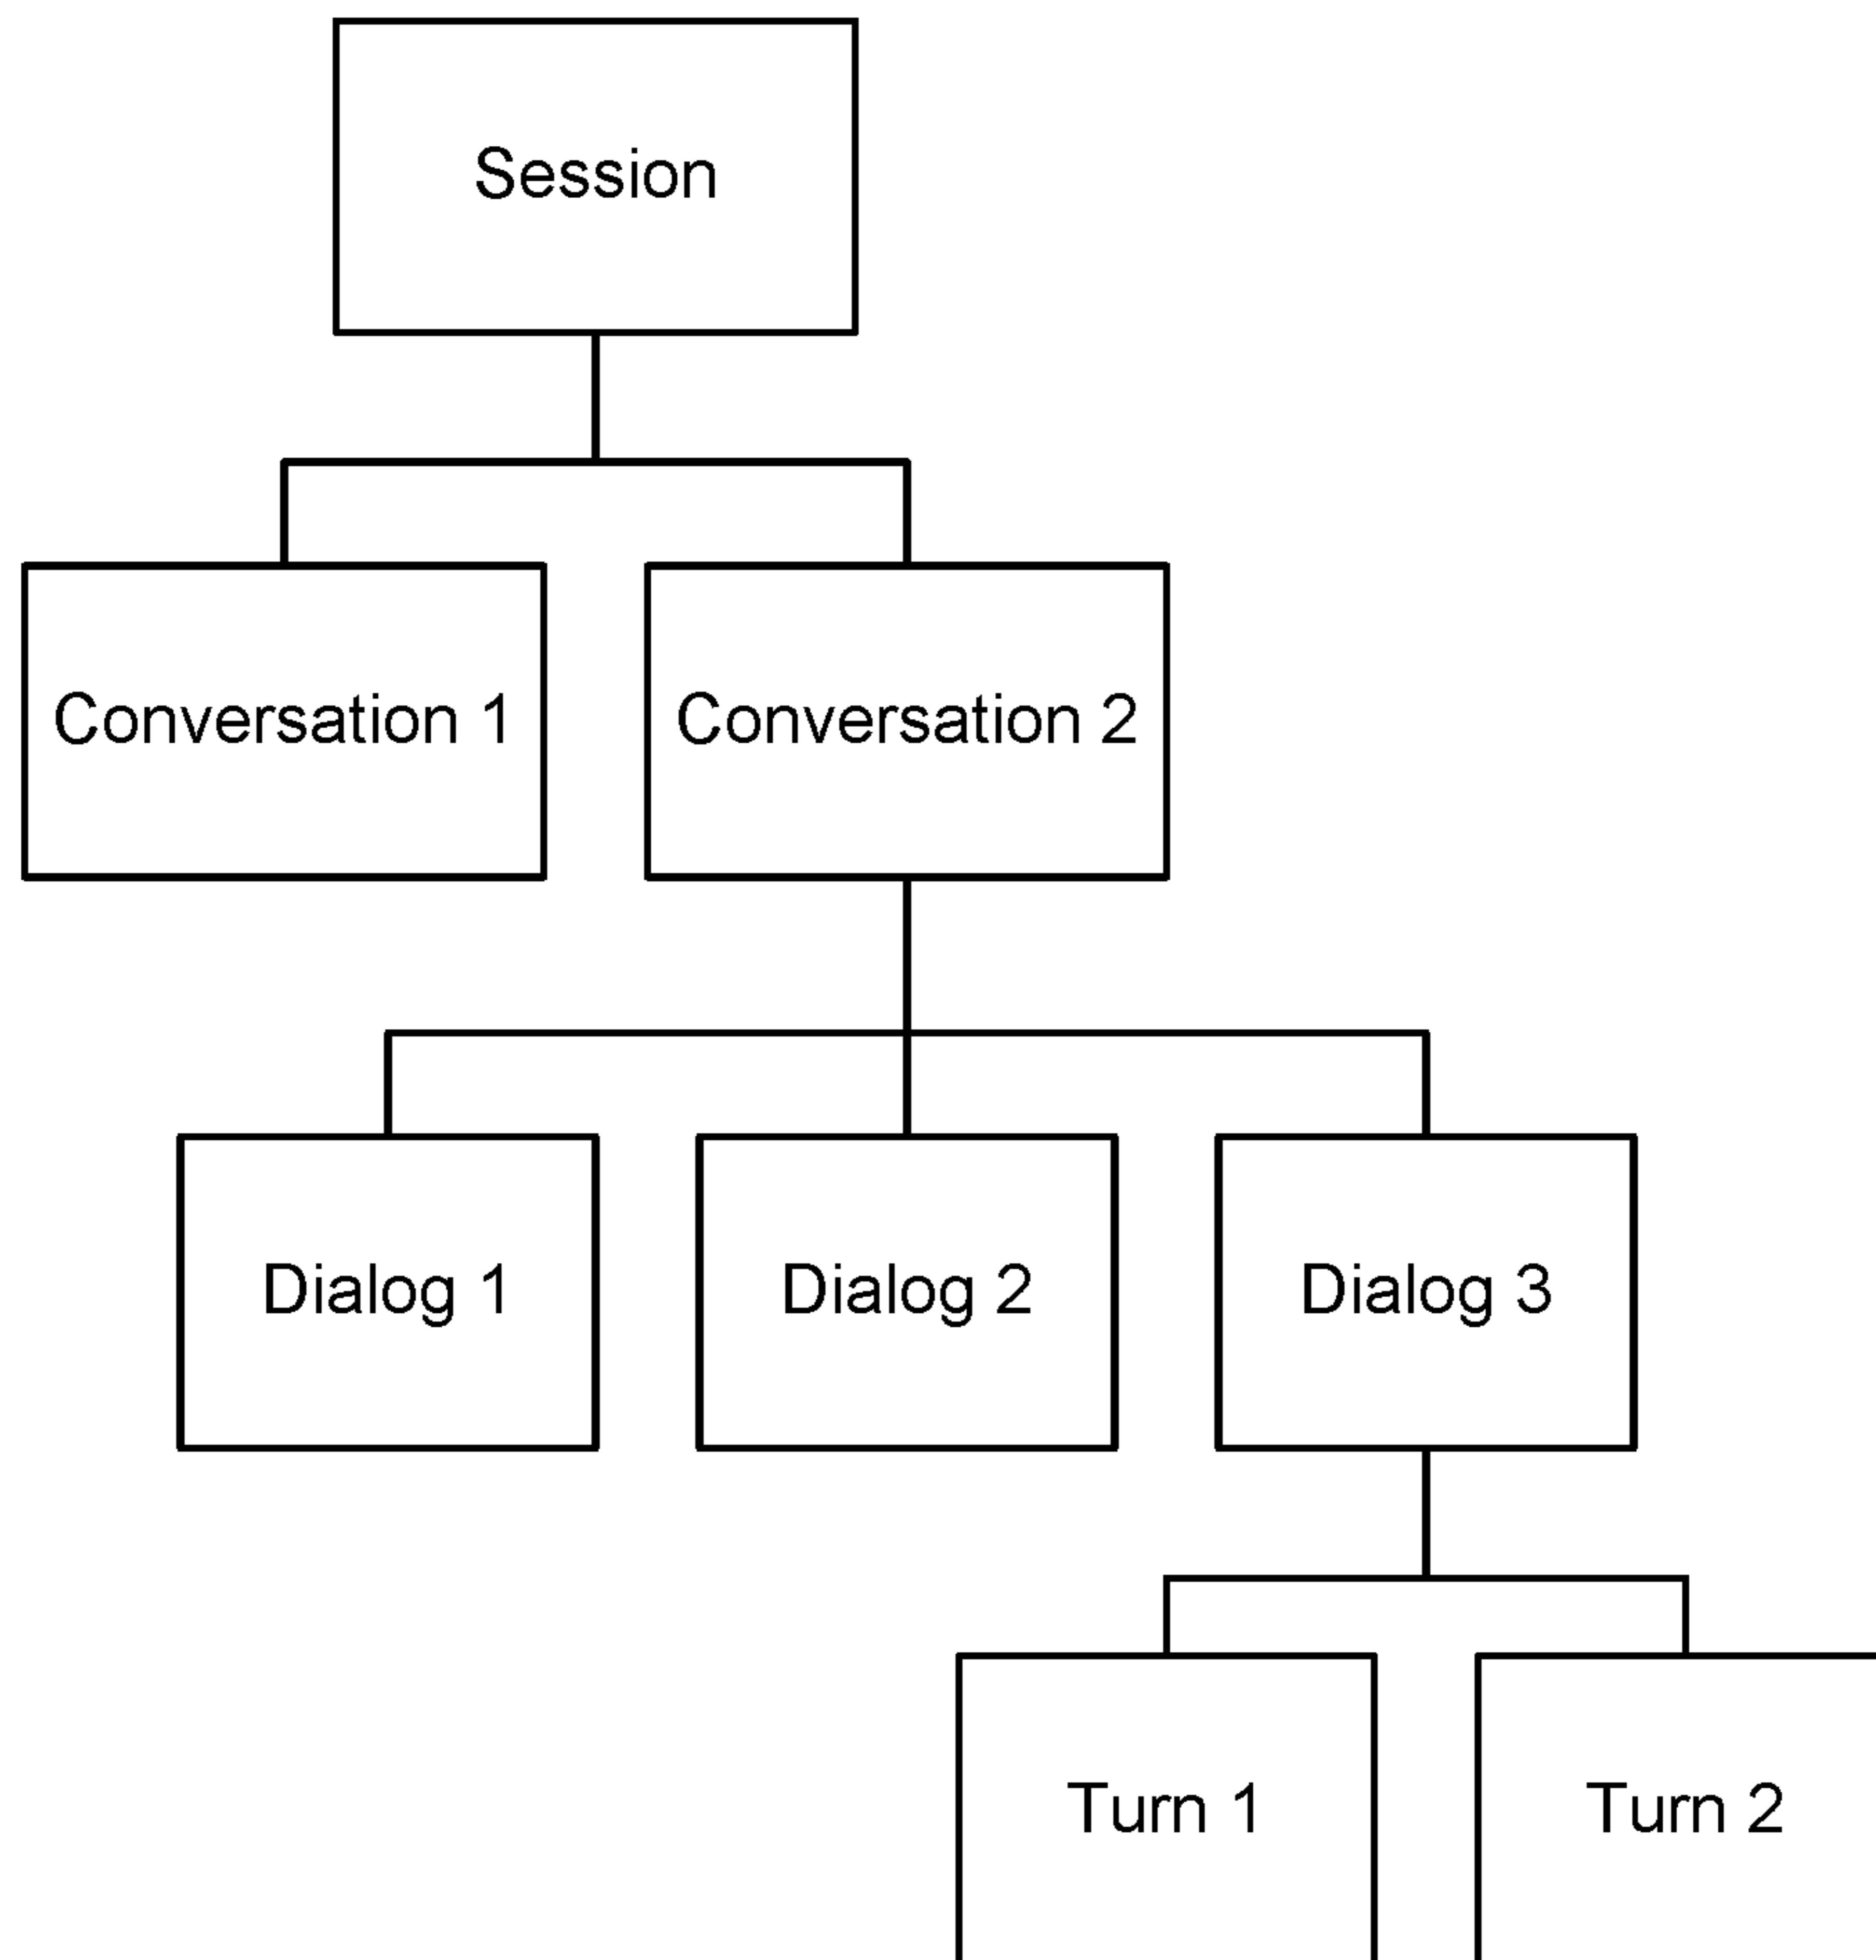 Session
Conversation 1
Conversation 2
Dialog 1
Dialog 2
Dialog 3
Turn 1
Turn 2